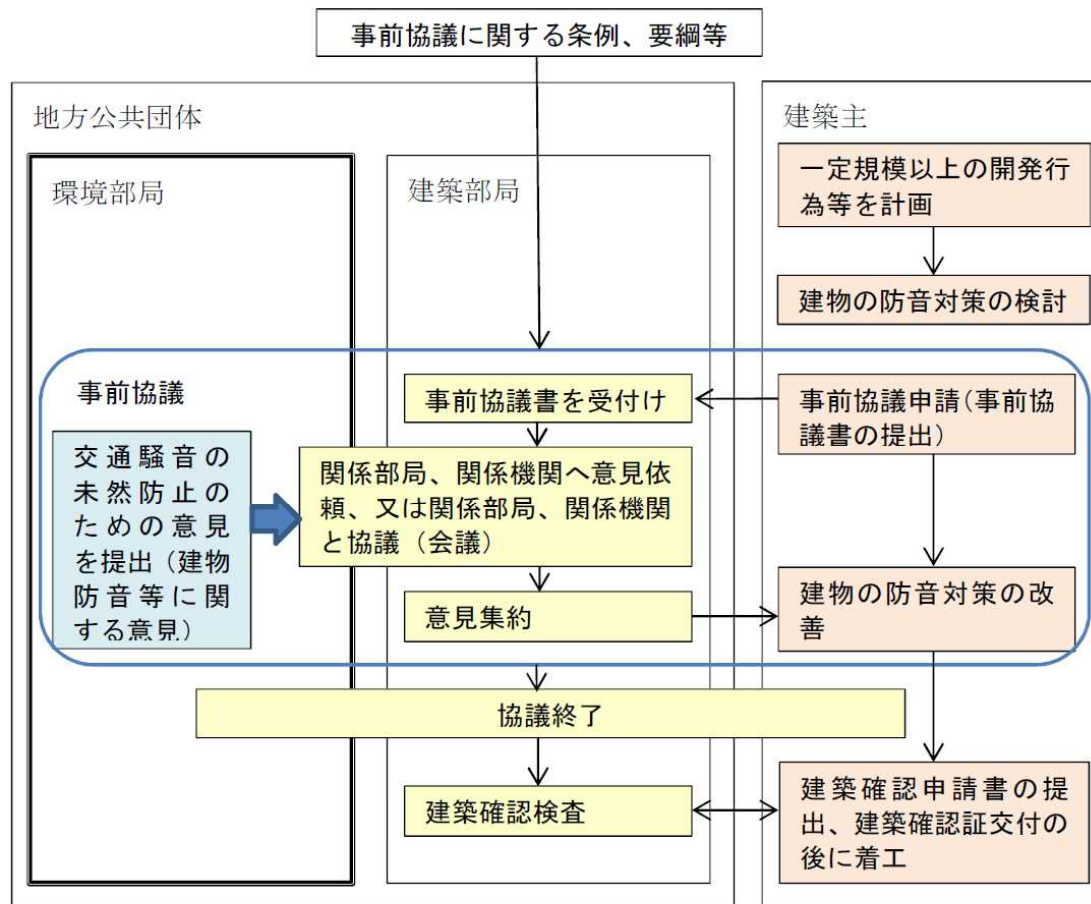 事前協議に関する条例、要綱等
地方公共団体
環境部局
建築部局
建築主
一定規模以上の開発行
為等を計画
建物の防音対策の検討
事前協議
事前協議書を受付け
事前協議申請(事前協
議書の提出)
交通騒音の
未然防止の
ための意見
を提出(建物
防音等に関
する意見)
関係部局、関係機関へ意見依
頼、又は関係部局、関係機関
と協議(会議)
意見集約
建物の防音対策の改
善
協議終了
建築確認検査
建築確認申請書の提
出、建築確認証交付の
後に着工